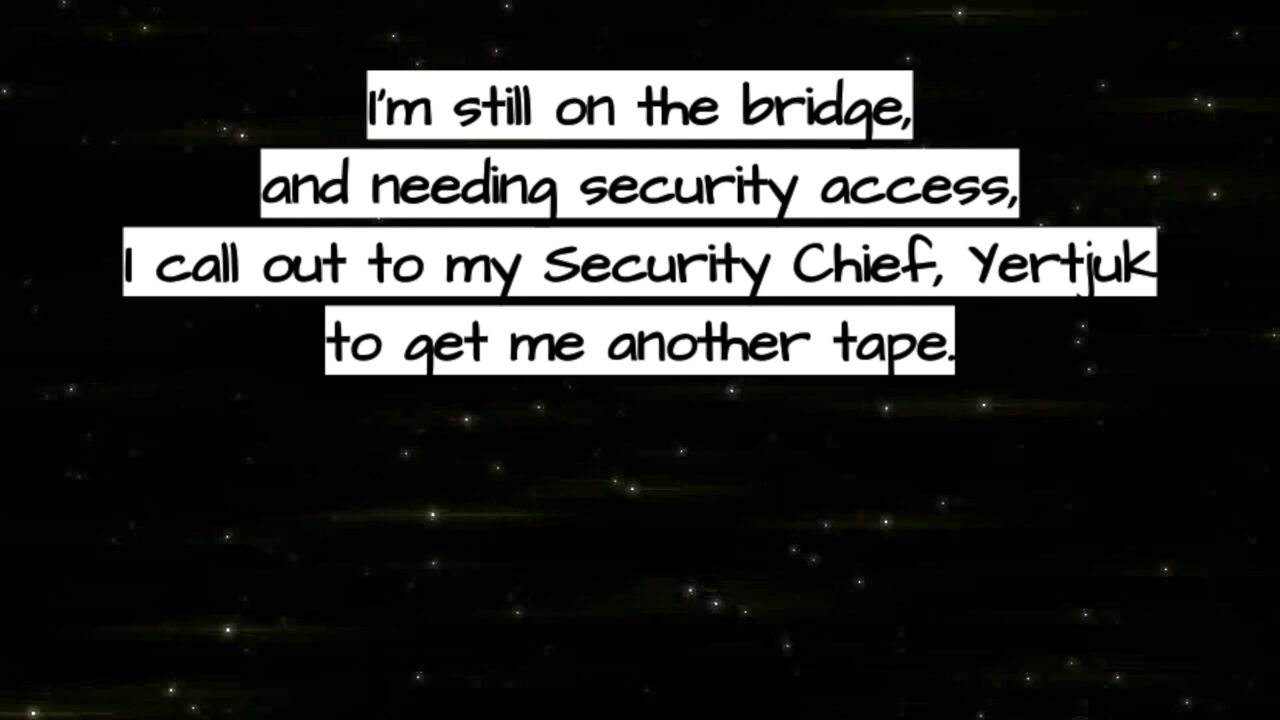 I'm still on the bridge,
and needing security access,
I call out to my Security Chief, Yertjuk
to get me another tape.